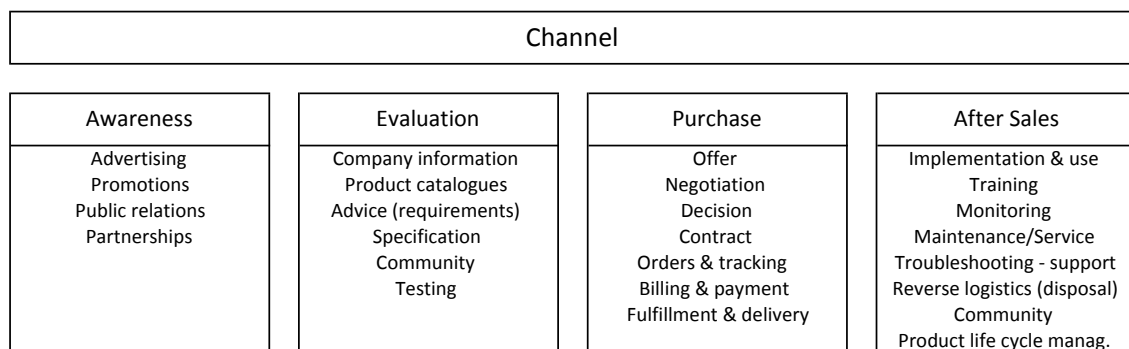 Channel
Awareness
Advertising
Promotions
Public relations
Partnerships
Evaluation
Company information
Product catalogues
Advice (requirements)
Specification
Community
Testing
Purchase
Offer
Negotiation
Decision
Contract
Orders & tracking
Billing & payment
Fulfillment & delivery
After Sales
Implementation & use
Training
Monitoring
Maintenance/Service
Troubleshooting - support
Reverse logistics (disposal)
Community
Product life cycle manag.